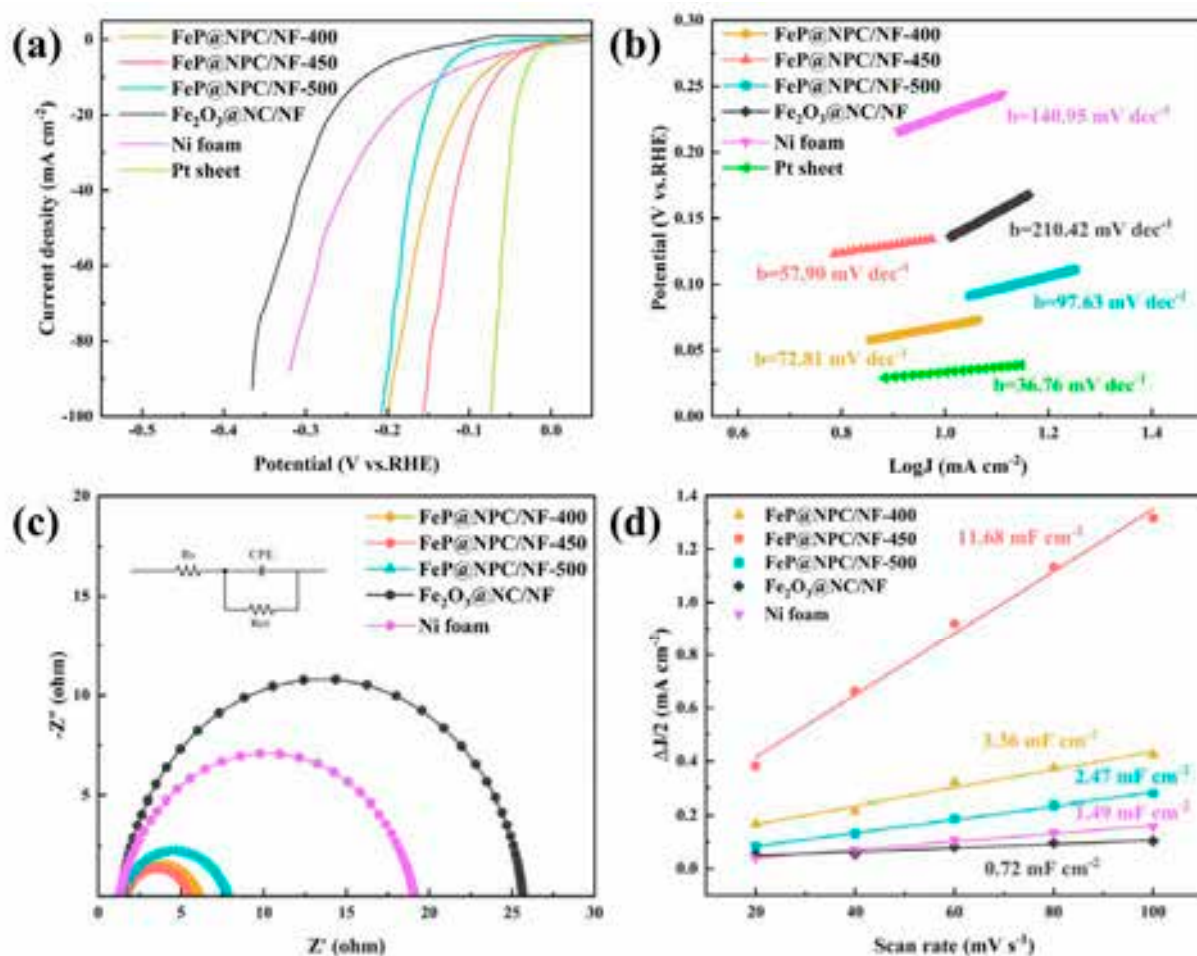 (a)
FeP@NPC/NF-400
FeP@NPC/NF-450
FeP@NPC/NF-500
Fe₂O₃@NC/NF
Ni foam
Pt sheet
0
-20
-40
-60
-80
-100
Current density (mA cm⁻²)
-0.5 -0.4 -0.3 -0.2 -0.1 0.0
Potential (V vs.RHE)
(b)
FeP@NPC/NF-400
FeP@NPC/NF-450
FeP@NPC/NF-500
Fe₂O₃@NC/NF
Ni foam
Pt sheet
b=140.95 mV dec⁻¹
b=210.42 mV dec⁻¹
b=57.90 mV dec⁻¹
b=97.63 mV dec⁻¹
b=72.81 mV dec⁻¹
b=36.76 mV dec⁻¹
0.30
0.25
0.20
0.15
0.10
0.05
0.00
Potential (V vs.RHE)
0.6 0.8 1.0 1.2 1.4
LogJ (mA cm⁻²)
(c)
FeP@NPC/NF-400
FeP@NPC/NF-450
FeP@NPC/NF-500
Fe₂O₃@NC/NF
Ni foam
Rs CPE
Rct
20
15
10
5
0
-Z" (ohm)
0 5 10 15 20 25 30
Z' (ohm)
(d)
FeP@NPC/NF-400
FeP@NPC/NF-450
FeP@NPC/NF-500
Fe₂O₃@NC/NF
Ni foam
11.68 mF cm⁻²
3.36 mF cm⁻²
2.47 mF cm⁻²
1.49 mF cm⁻²
0.72 mF cm⁻²
1.4
1.2
1.0
0.8
0.6
0.4
0.2
0.0
ΔJ/2 (mA cm⁻²)
20 40 60 80 100
Scan rate (mV s⁻¹)